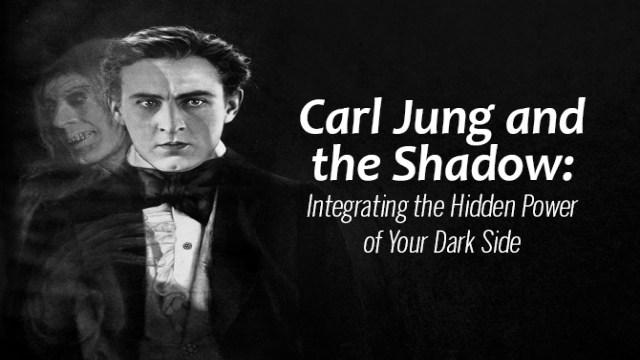 Carl Jung and
the Shadow:
Integrating the Hidden Power
of Your Dark Side